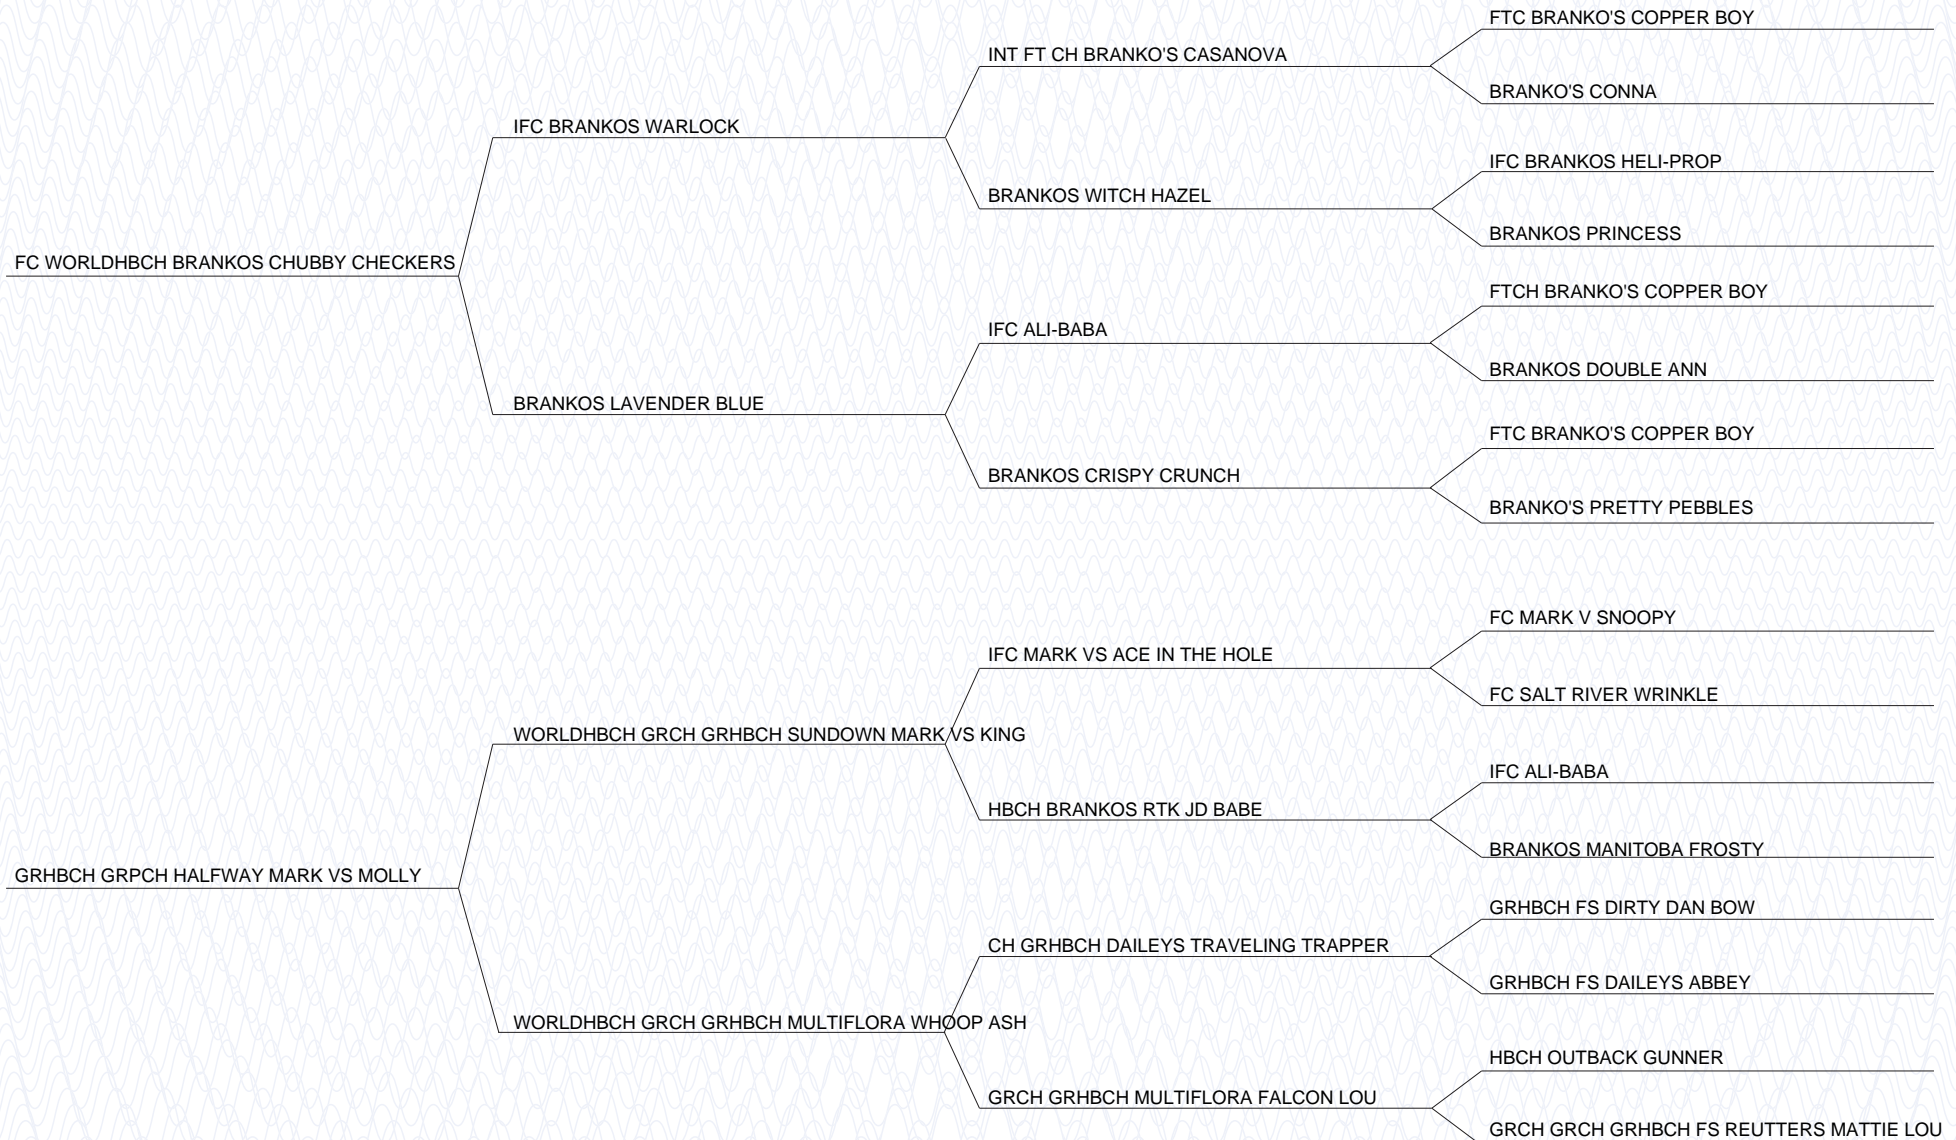 FTC BRANKO'S COPPER BOY
INT FT CH BRANKO'S CASANOVA
BRANKO'S CONNA
IFC BRANKOS WARLOCK
IFC BRANKOS HELI-PROP
BRANKOS WITCH HAZEL
BRANKOS PRINCESS
FC WORLDHBCH BRANKOS CHUBBY CHECKERS
FTCH BRANKO'S COPPER BOY
IFC ALI-BABA
BRANKOS DOUBLE ANN
BRANKOS LAVENDER BLUE
FTC BRANKO'S COPPER BOY
BRANKOS CRISPY CRUNCH
BRANKO'S PRETTY PEBBLES
FC MARK V SNOOPY
IFC MARK VS ACE IN THE HOLE
FC SALT RIVER WRINKLE
WORLDHBCH GRCH GRHBCH SUNDOWN MARK VS KING
IFC ALI-BABA
HBCH BRANKOS RTK JD BABE
BRANKOS MANITOBA FROSTY
GRHBCH GRPCH HALFWAY MARK VS MOLLY
GRHBCH FS DIRTY DAN BOW
CH GRHBCH DAILEYS TRAVELING TRAPPER
GRHBCH FS DAILEYS ABBEY
WORLDHBCH GRCH GRHBCH MULTIFLORA WHOOP ASH
HBCH OUTBACK GUNNER
GRCH GRHBCH MULTIFLORA FALCON LOU
GRCH GRCH GRHBCH FS REUTTERS MATTIE LOU